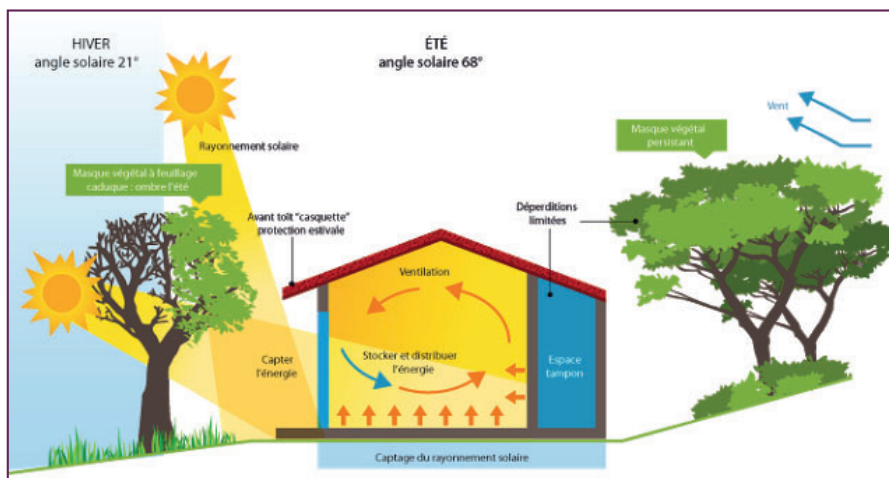 HIVER
angle solaire 21°
ÉTÉ
angle solaire 68°
Vent
Masque végétal
persistant
Rayonnement solaire
Masque végétal à feuillage
caduque : ombre l'été
Avant toît "casquette"
protection estivale
Déperditions
limitées
Ventilation
Capter
l'énergie
Stocker et distribuer
l'énergie
Espace
tampon
Captage du rayonnement solaire